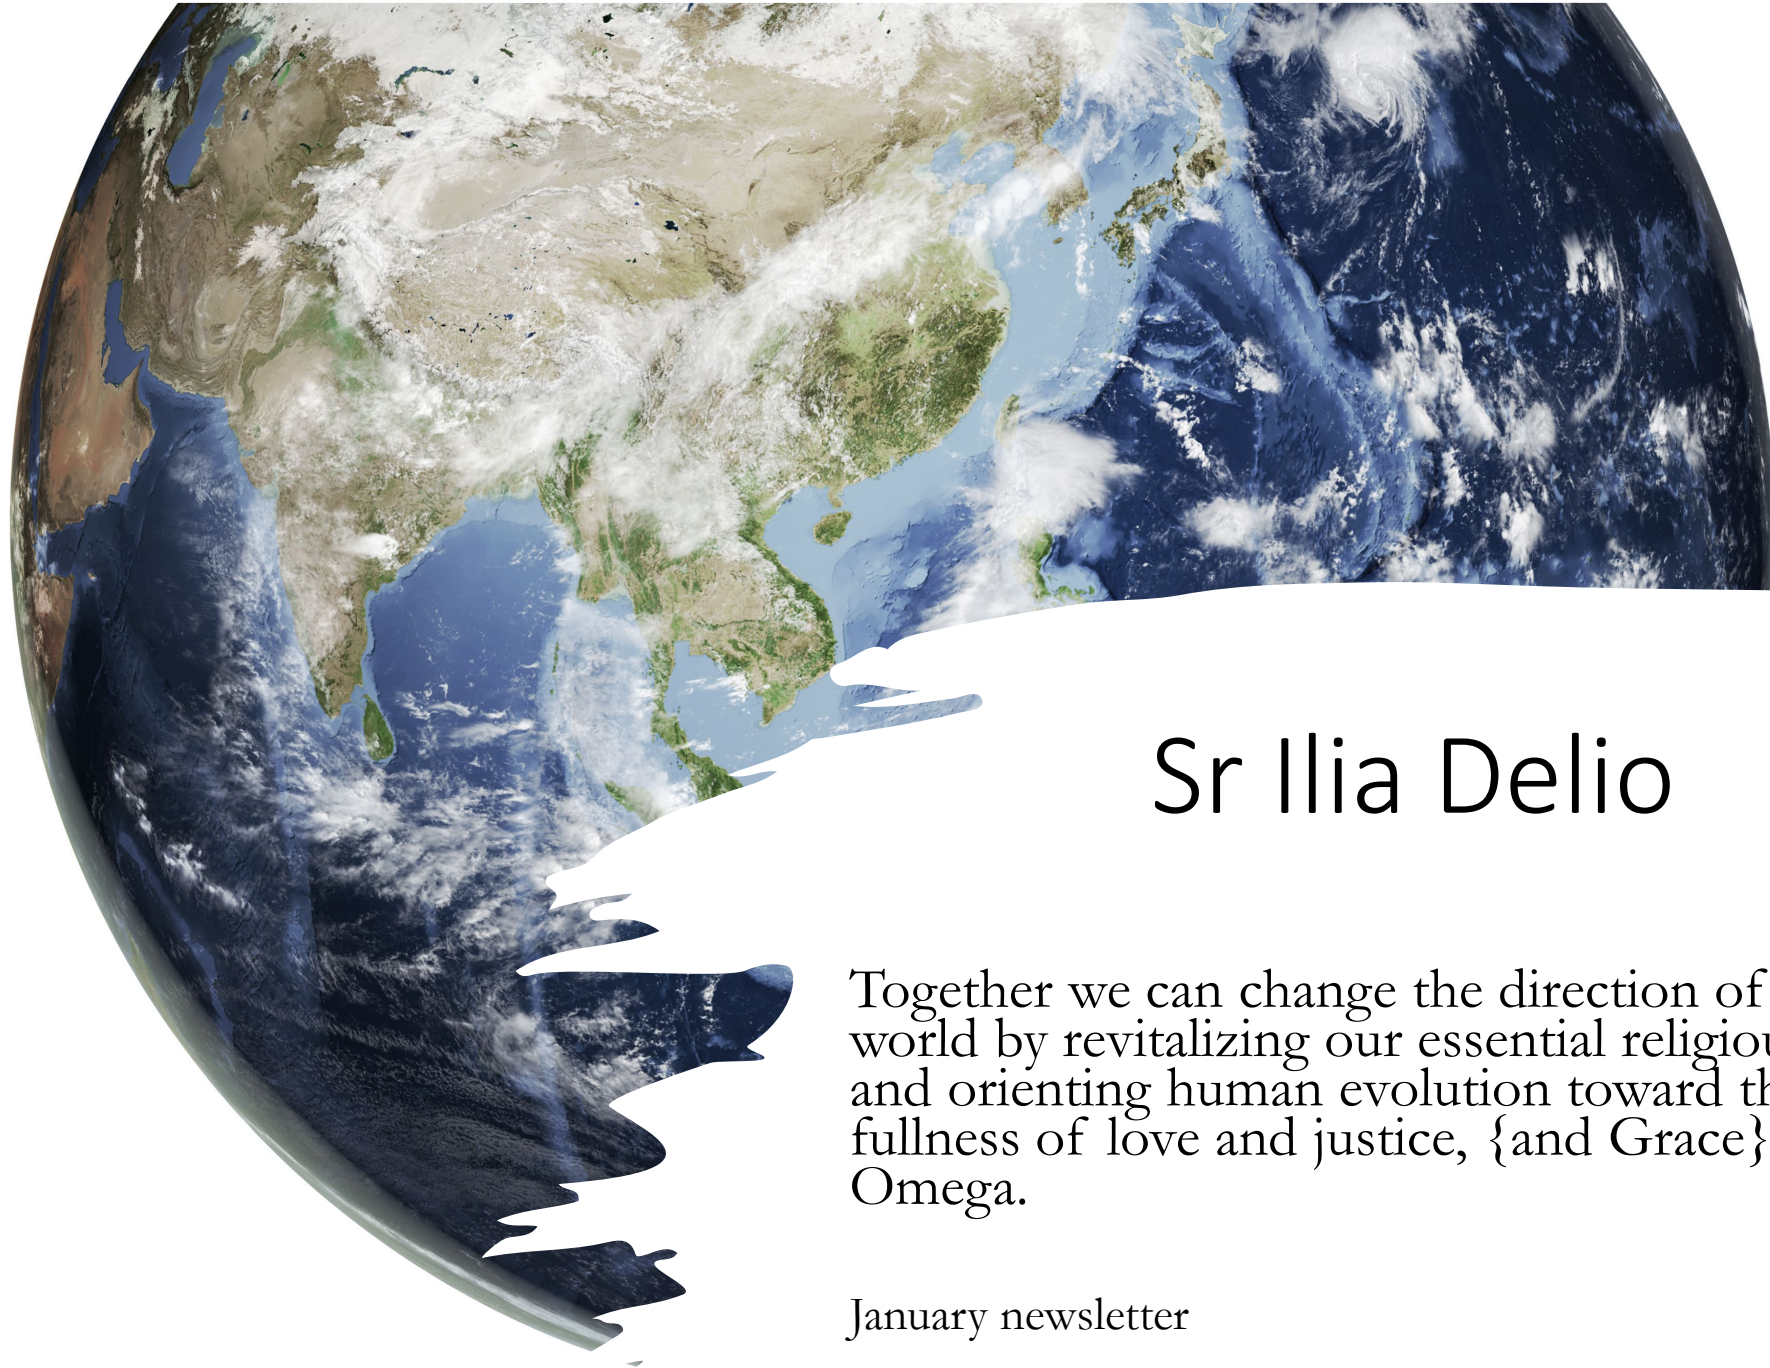 Sr Ilia Delio
Together we can change the direction of
world by revitalizing our essential
and orienting human evolution toward
fullness of love and justice, {and Grace}
Omega.
January newsletter